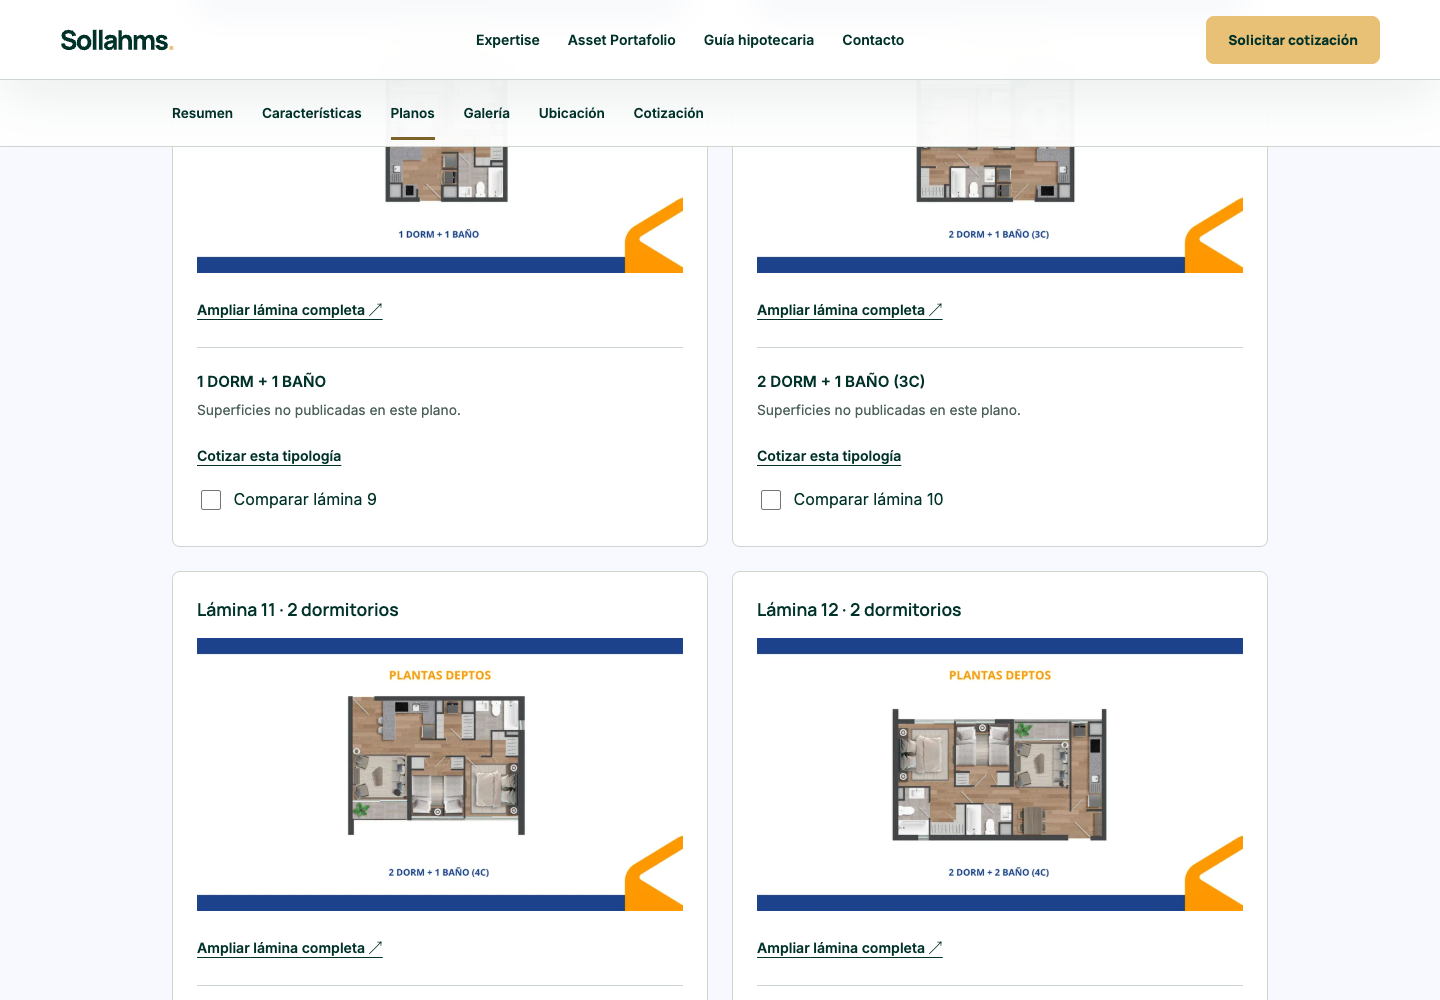 Sollahms.
Expertise
Asset Portafolio
Guía hipotecaria
Contacto
Solicitar cotización
Resumen
Características
Planos
Galería
Ubicación
Cotización
1 DORM + 1 BAÑO
Ampliar lámina completa ↗
1 DORM + 1 BAÑO
Superficies no publicadas en este plano.
Cotizar esta tipología
Comparar lámina 9
2 DORM + 1 BAÑO (3C)
Ampliar lámina completa ↗
2 DORM + 1 BAÑO (3C)
Superficies no publicadas en este plano.
Cotizar esta tipología
Comparar lámina 10
Lámina 11 · 2 dormitorios
PLANTAS DEPTOS
2 DORM + 1 BAÑO (4C)
Ampliar lámina completa ↗
Lámina 12 · 2 dormitorios
PLANTAS DEPTOS
2 DORM + 2 BAÑO (4C)
Ampliar lámina completa ↗